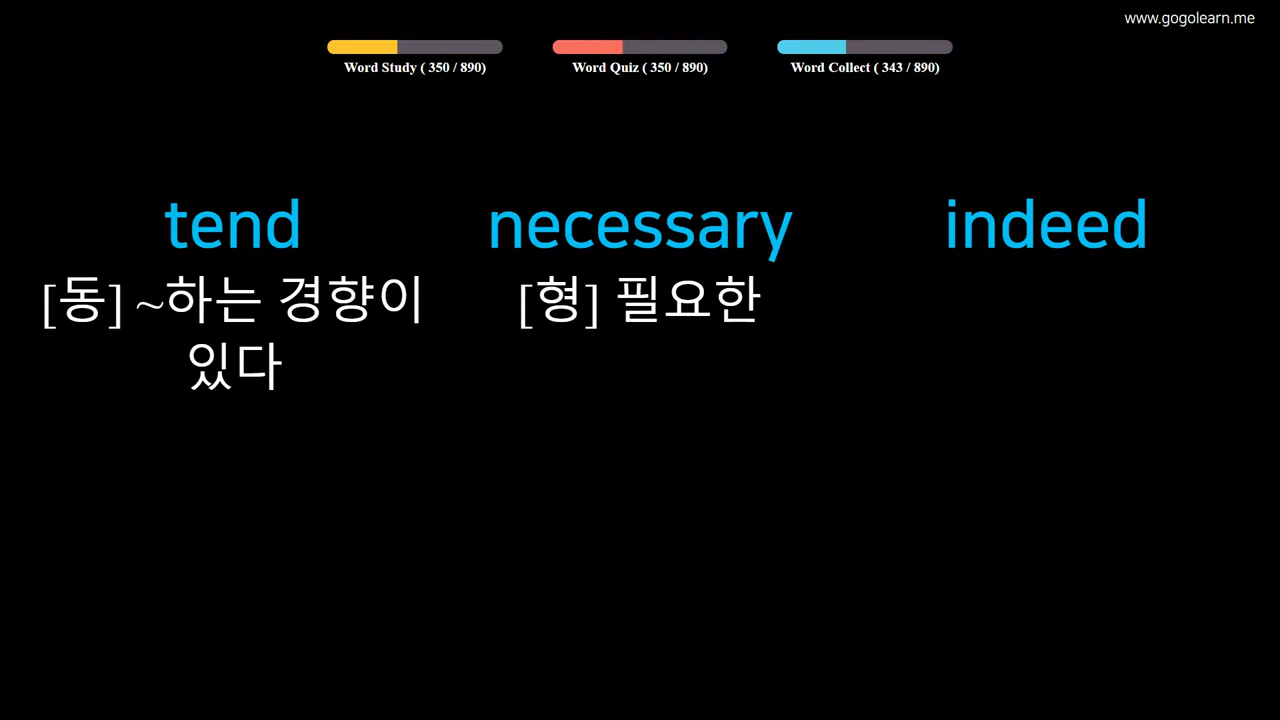 www.gogolearn.me
Word Study ( 350 / 890)
Word Quiz ( 350 / 890)
Word Collect ( 343 / 890)
tend
[동] ~하는 경향이
있다
necessary
[형] 필요한
indeed